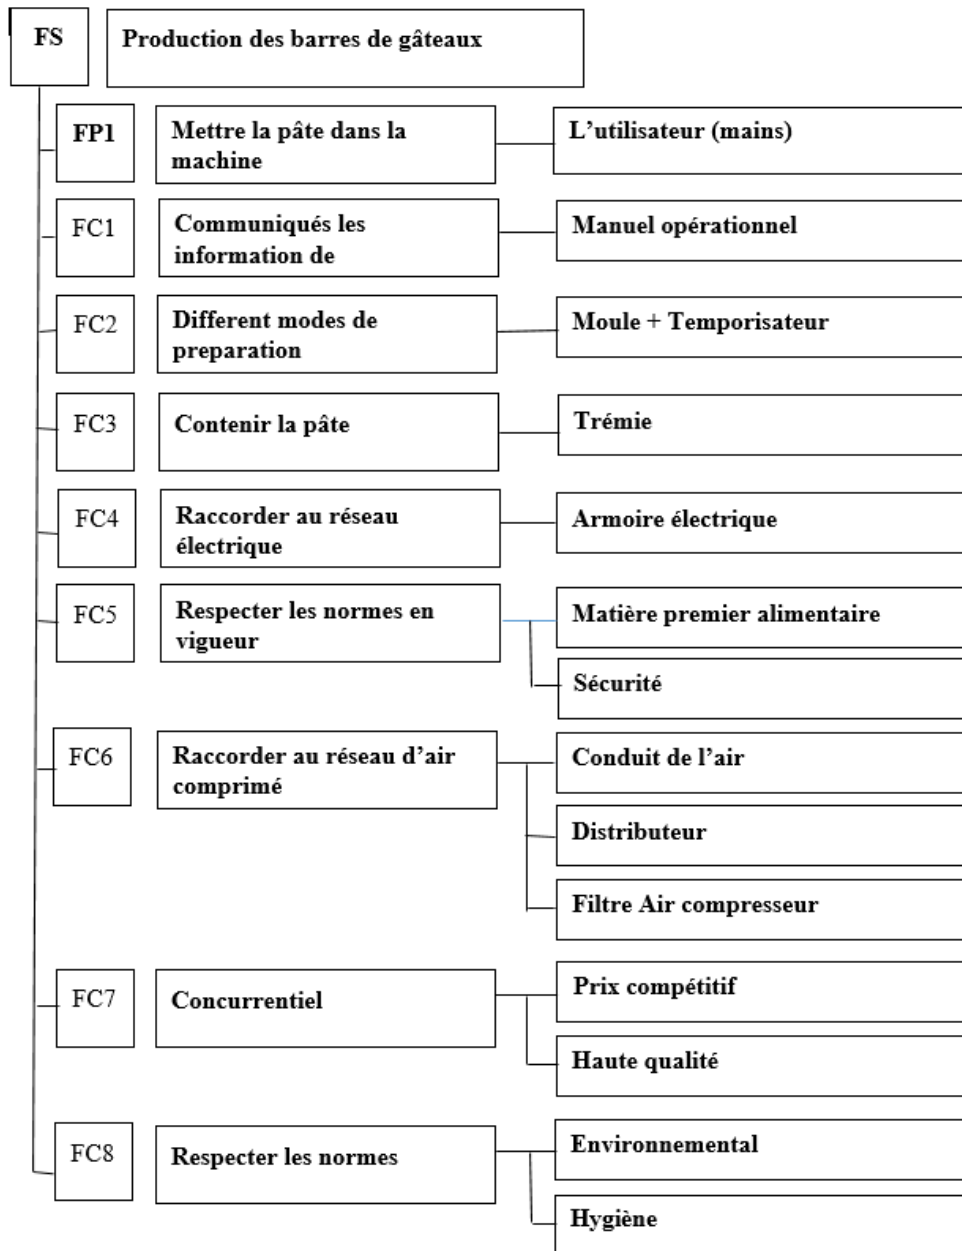 FS
Production des barres de gâteaux
FP1
Mettre la pâte dans la
machine
L’utilisateur (mains)
FC1
Communiqués les
information de
Manuel opérationnel
FC2
Different modes de
preparation
Moule + Temporisateur
FC3
Contenir la pâte
Trémie
FC4
Raccorder au réseau
électrique
Armoire électrique
FC5
Respecter les normes en
vigueur
Matière premier alimentaire
Sécurité
FC6
Raccorder au réseau d’air
comprimé
Conduit de l’air
Distributeur
Filtre Air compresseur
FC7
Concurrentiel
Prix compétitif
Haute qualité
FC8
Respecter les normes
Environnemental
Hygiène